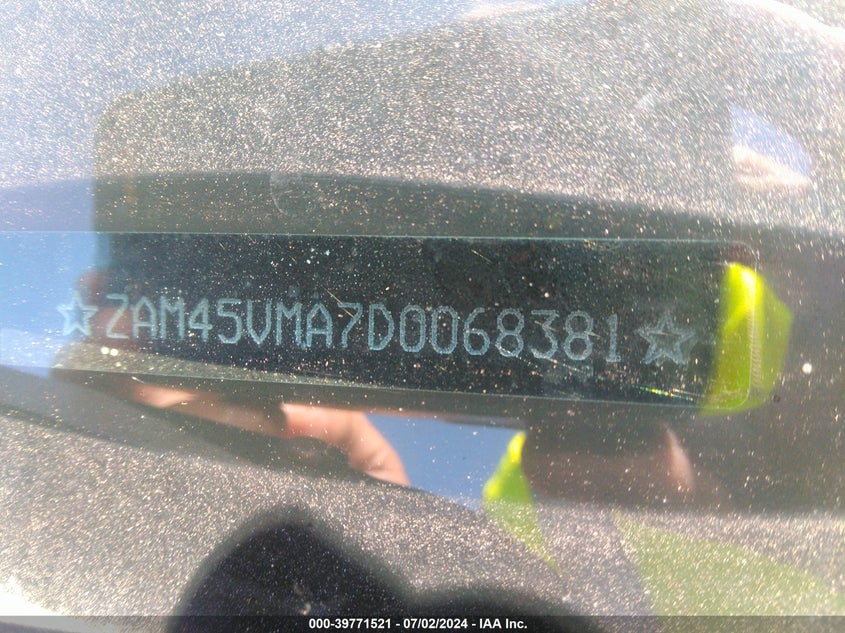 ☆ZAM45VMA7D0068381☆
000-39771521 - 07/02/2024 - IAA Inc.